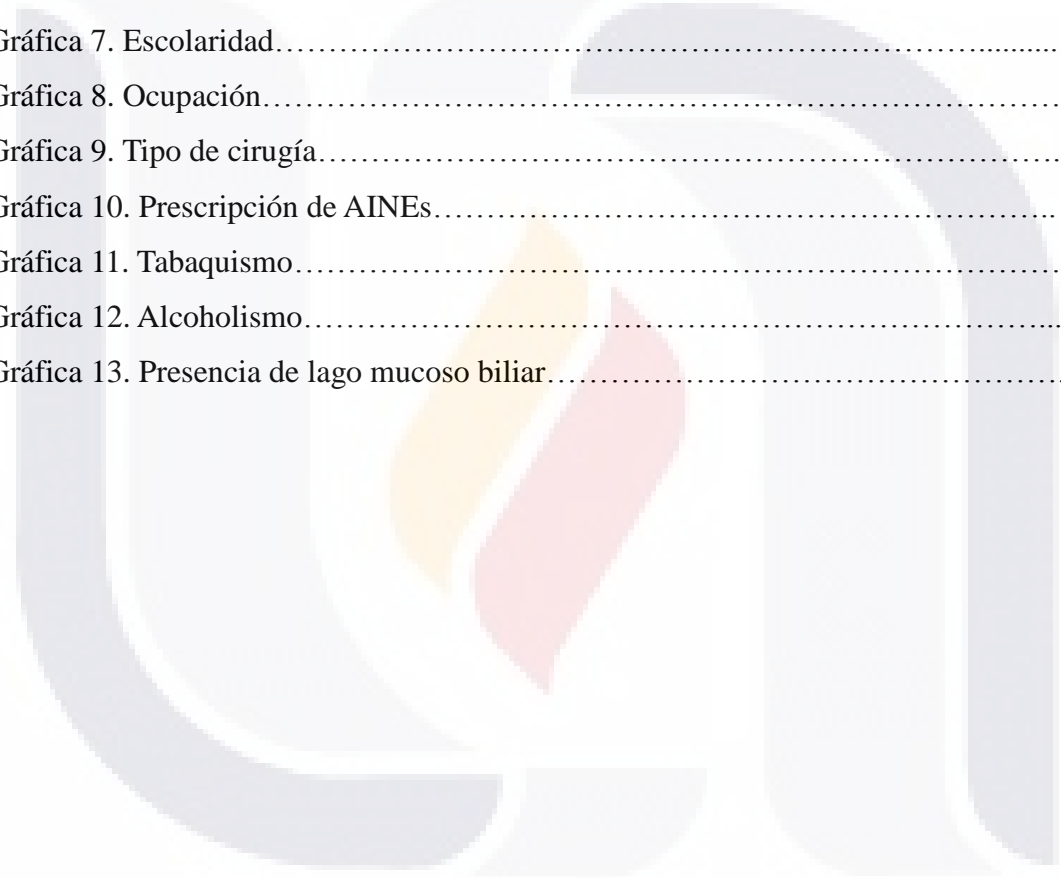 Gráfica 7. Escolaridad……………………………………………………………..........
Gráfica 8. Ocupación………………………………………………………………….
Gráfica 9. Tipo de cirugía……………………………………………………………..
Gráfica 10. Prescripción de AINEs…………………………………………………..
Gráfica 11. Tabaquismo……………………………………………………………….
Gráfica 12. Alcoholismo……………………………………………………………...
Gráfica 13. Presencia de lago mucoso biliar………………………………………….